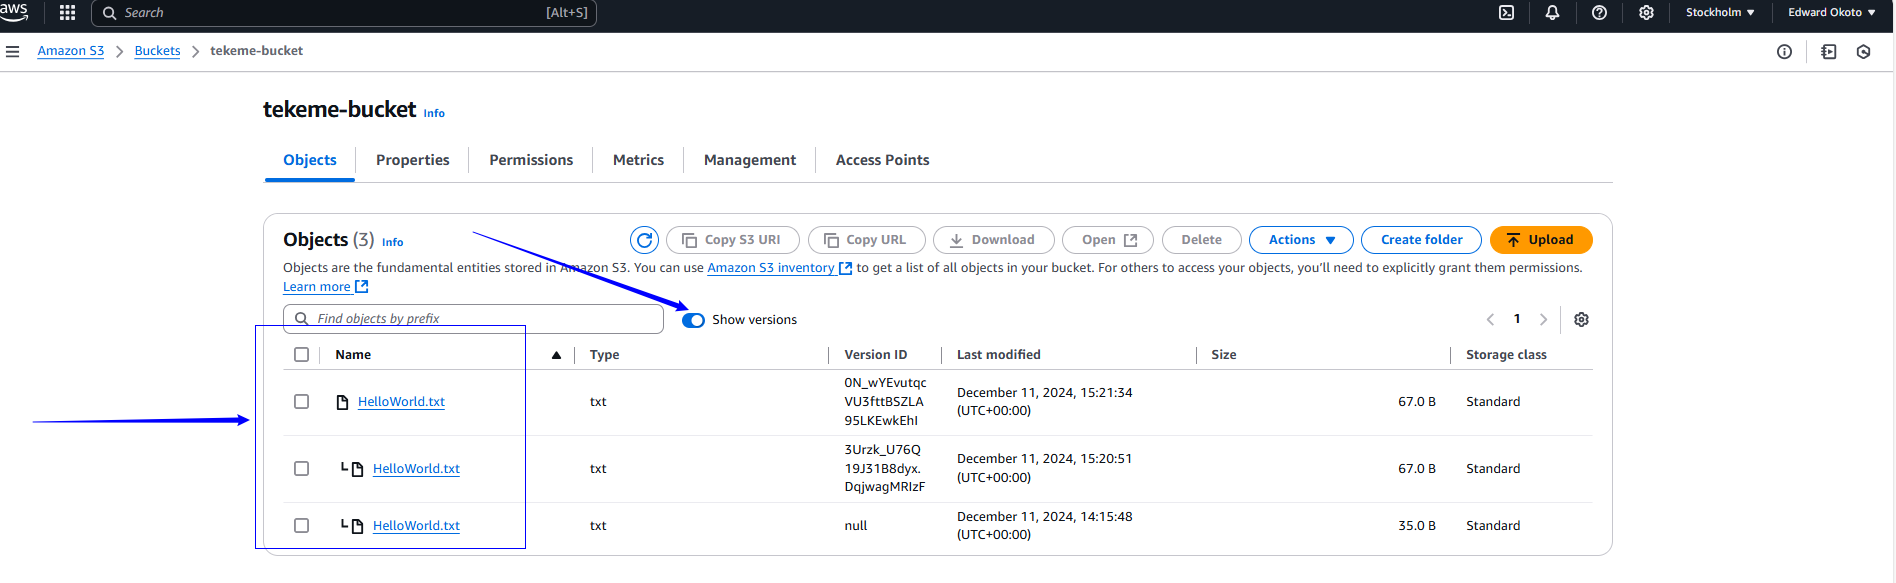 aws Search [Alt+S] Stockholm ▼ Edward Okoto ▼
Amazon S3 > Buckets > tekeme-bucket
tekeme-bucket Info
Objects Properties Permissions Metrics Management Access Points
Objects (3) Info Copy S3 URI Copy URL Download Open Delete Actions ▼ Create folder Upload
Objects are the fundamental entities stored in Amazon S3. You can use Amazon S3 inventory to get a list of all objects in your bucket. For others to access your objects, you'll need to explicitly grant them permissions.
Learn more
Find objects by prefix Show versions < 1 >
Name ▲ Type Version ID Last modified Size Storage class
HelloWorld.txt txt 0N_wYEvutqc
VU3fttBSZLA
95LKEwkEhI December 11, 2024, 15:21:34
(UTC+00:00) 67.0 B Standard
HelloWorld.txt txt 3Urzk_U76Q
19J31B8dyx.
DqjwagMRIzF December 11, 2024, 15:20:51
(UTC+00:00) 67.0 B Standard
HelloWorld.txt txt null December 11, 2024, 14:15:48
(UTC+00:00) 35.0 B Standard